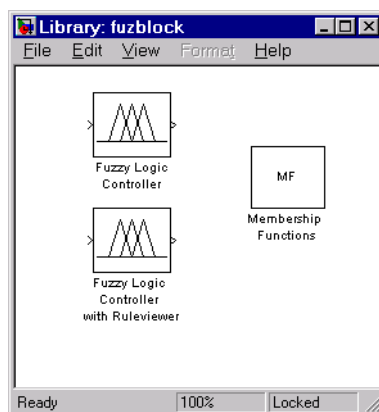 Library: fuzblock
File Edit View Format Help
Fuzzy Logic
Controller
MF
Membership
Functions
Fuzzy Logic
Controller
with Ruleviewer
Ready 100% Locked